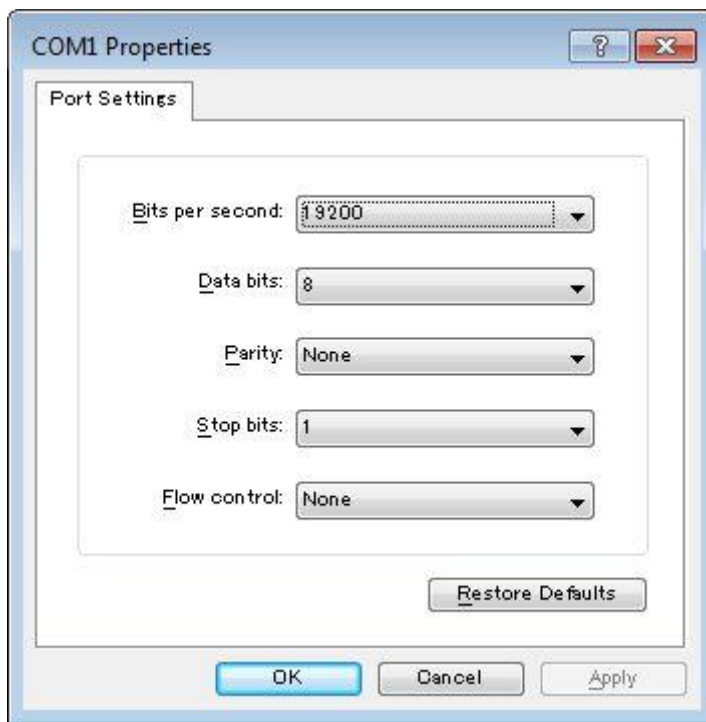 COM1 Properties
?
Port Settings
Bits per second: 19200
Data bits: 8
Parity: None
Stop bits: 1
Flow control: None
Restore Defaults
OK Cancel Apply